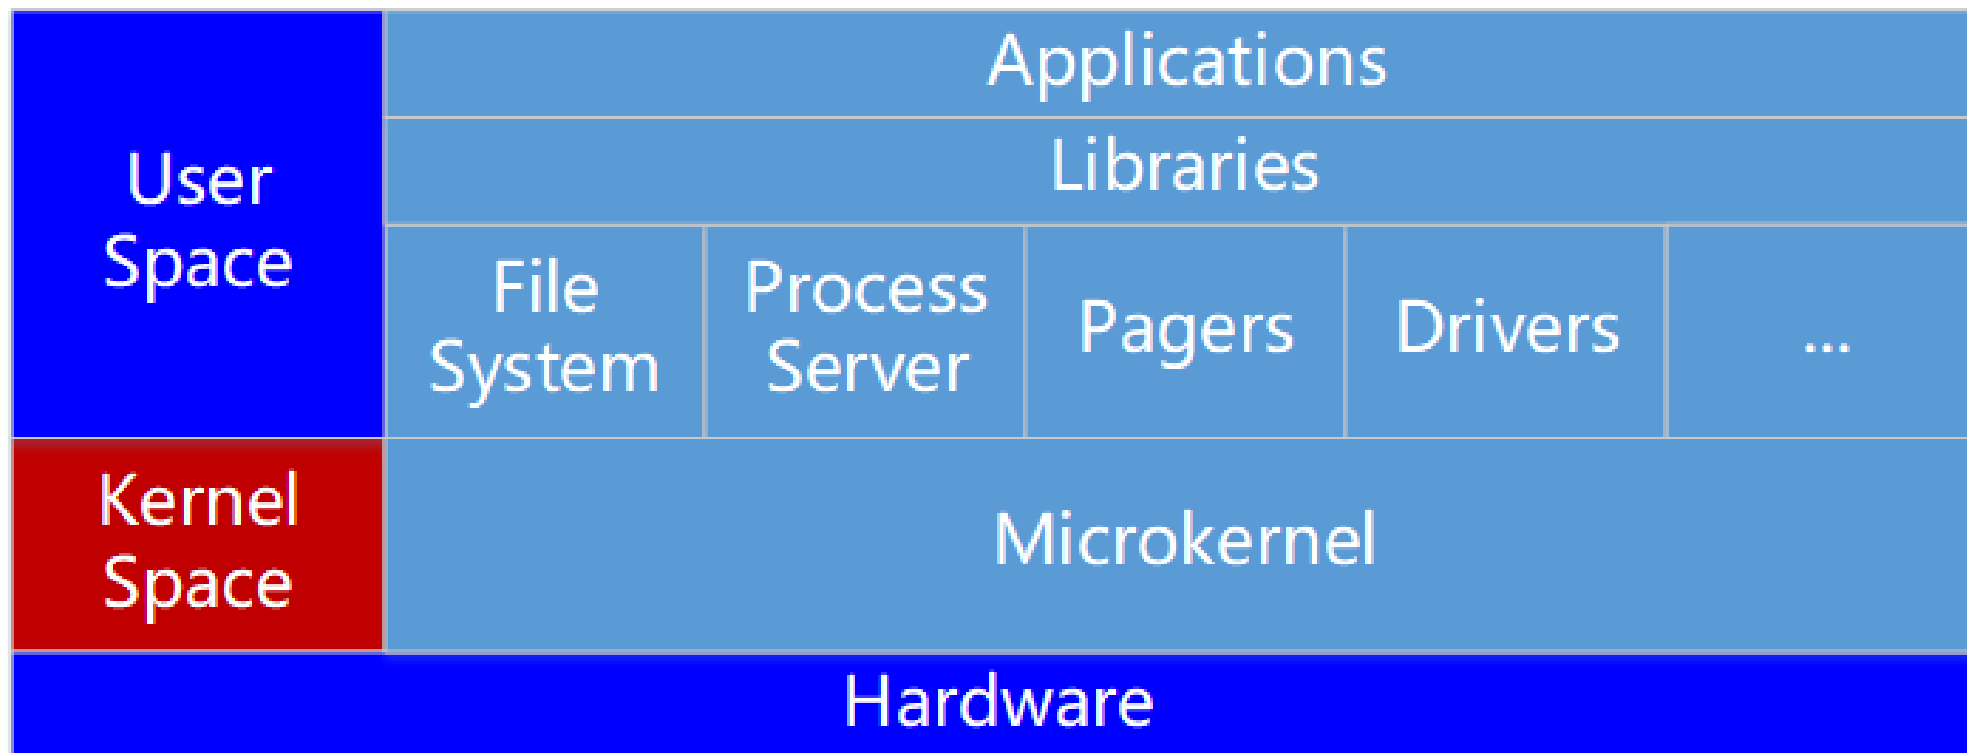 Applications
Libraries
User
Space
File
System
Process
Server
Pagers
Drivers
...
Kernel
Space
Microkernel
Hardware